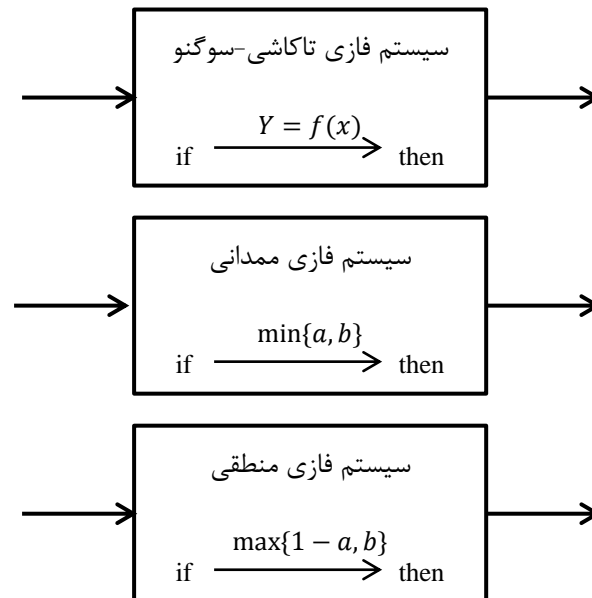 سیستم فازی تاکاشی-سوگنو
Y = f(x)
if then
سیستم فازی ممدانی
min{a, b}
if then
سیستم فازی منطقی
max{1 − a, b}
if then